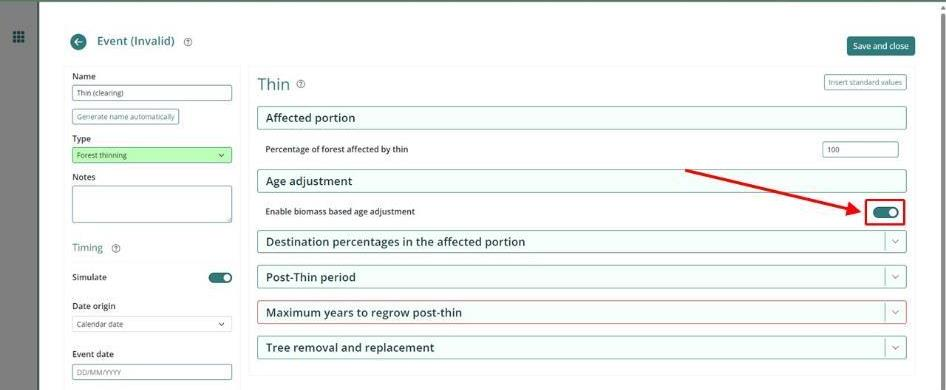 Event (Invalid)
Save and close
Name
Thin (clearing)
Generate name automatically
Type
Forest thinning
Notes
Timing
Simulate
Date origin
Calendar date
Event date
DD/MM/YYYY
Thin
Insert standard values
Affected portion
Percentage of forest affected by thin
100
Age adjustment
Enable biomass based age adjustment
Destination percentages in the affected portion
Post-Thin period
Maximum years to regrow post-thin
Tree removal and replacement